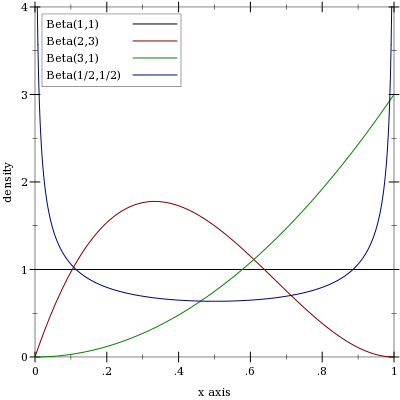 4
Beta(1,1)
Beta(2,3)
Beta(3,1)
Beta(1/2,1/2)
3
density
2
1
0
0 .2 .4 .6 .8 1
x axis